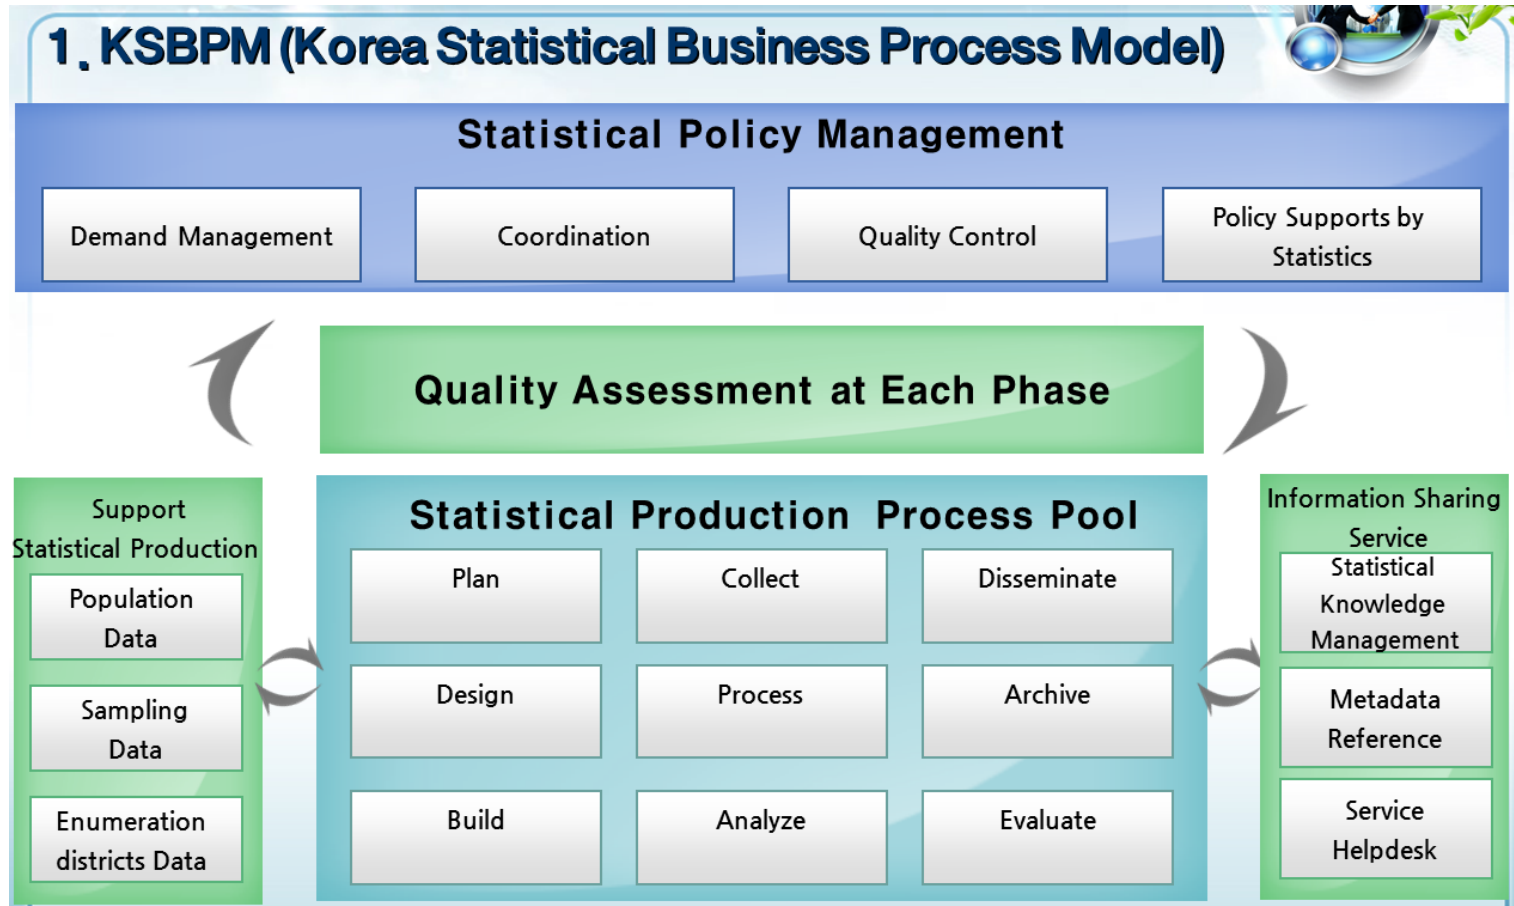 1. KSBPM (Korea Statistical Business Process Model)
Statistical Policy Management
Demand Management
Coordination
Quality Control
Policy Supports by
Statistics
Quality Assessment at Each Phase
Support
Statistical Production
Population
Data
Sampling
Data
Enumeration
districts Data
Statistical Production Process Pool
Plan
Collect
Disseminate
Design
Process
Archive
Build
Analyze
Evaluate
Information Sharing
Service
Statistical
Knowledge
Management
Metadata
Reference
Service
Helpdesk